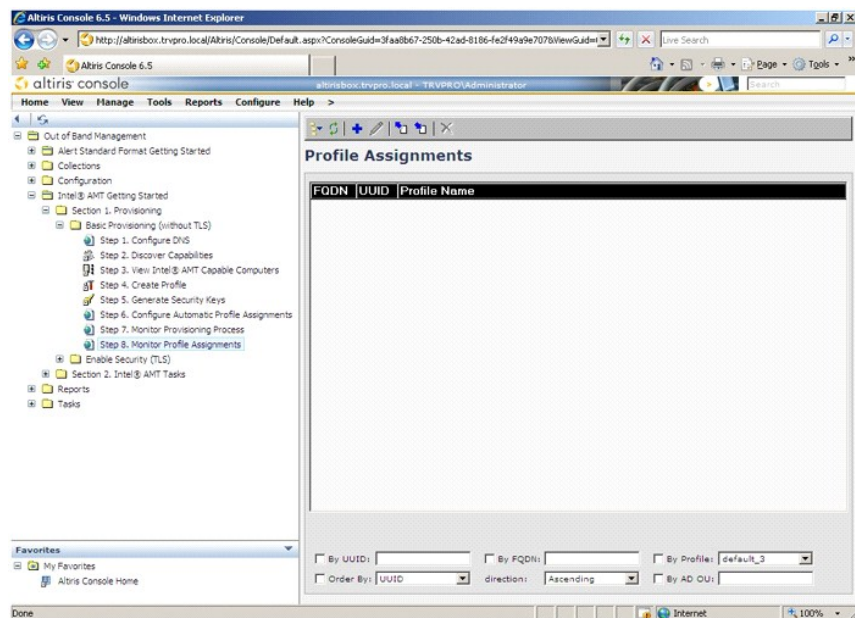 Altiris Console 6.5 - Windows Internet Explorer
http://altirisbox.trvpro.local/Altiris/Console/Default.aspx?ConsoleGuid=3faa8b67-250b-42ad-8186-fe2f49a9e707&ViewGuid=
Live Search
Altiris Console 6.5
Page
Tools
altiris console
altirisbox.trvpro.local - TRVPRO\Administrator
Search
Home View Manage Tools Reports Configure Help >
Out of Band Management
Alert Standard Format Getting Started
Collections
Configuration
Intel® AMT Getting Started
Section 1. Provisioning
Basic Provisioning (without TLS)
Step 1. Configure DNS
Step 2. Discover Capabilities
Step 3. View Intel® AMT Capable Computers
Step 4. Create Profile
Step 5. Generate Security Keys
Step 6. Configure Automatic Profile Assignments
Step 7. Monitor Provisioning Process
Step 8. Monitor Profile Assignments
Enable Security (TLS)
Section 2. Intel® AMT Tasks
Reports
Tasks
Profile Assignments
FQDN UUID Profile Name
By UUID: By FQDN: By Profile: default_3
Order By: UUID direction: Ascending By AD OU:
Favorites
My Favorites
Altiris Console Home
Done Internet 100%